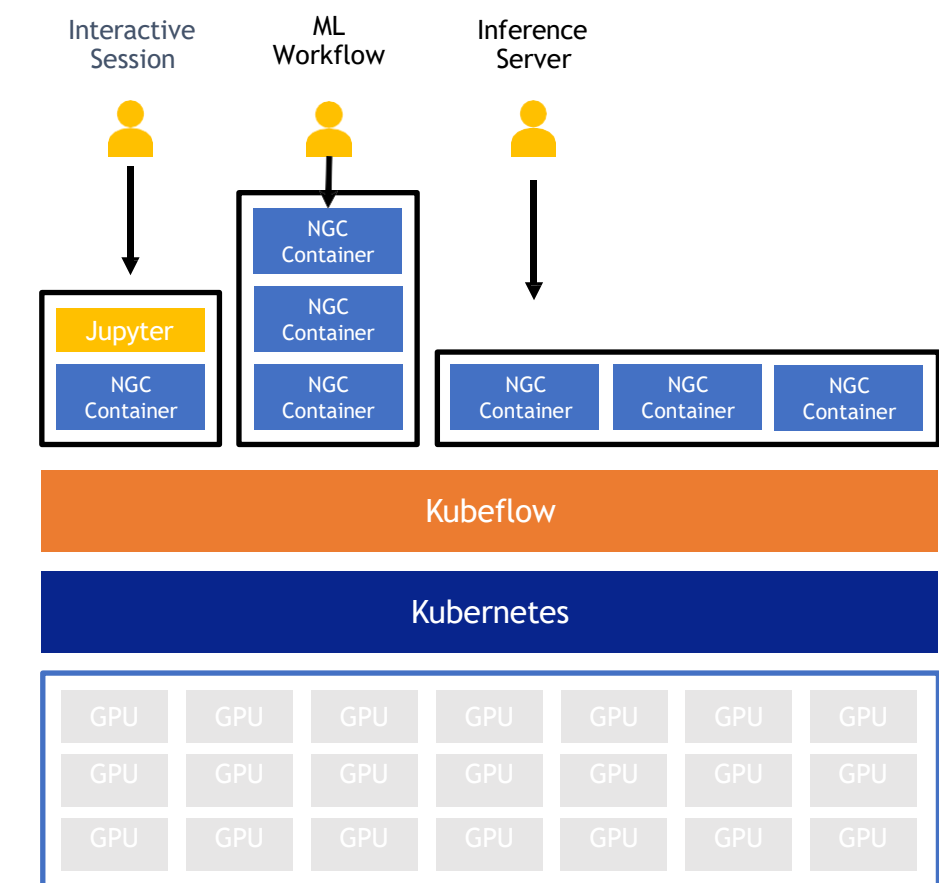 Interactive
Session
ML
Workflow
Inference
Server
NGC
Container
NGC
Container
NGC
Container
Jupyter
NGC
Container
NGC
Container
NGC
Container
NGC
Container
Kubeflow
Kubernetes
GPU GPU GPU GPU GPU GPU GPU
GPU GPU GPU GPU GPU GPU GPU
GPU GPU GPU GPU GPU GPU GPU